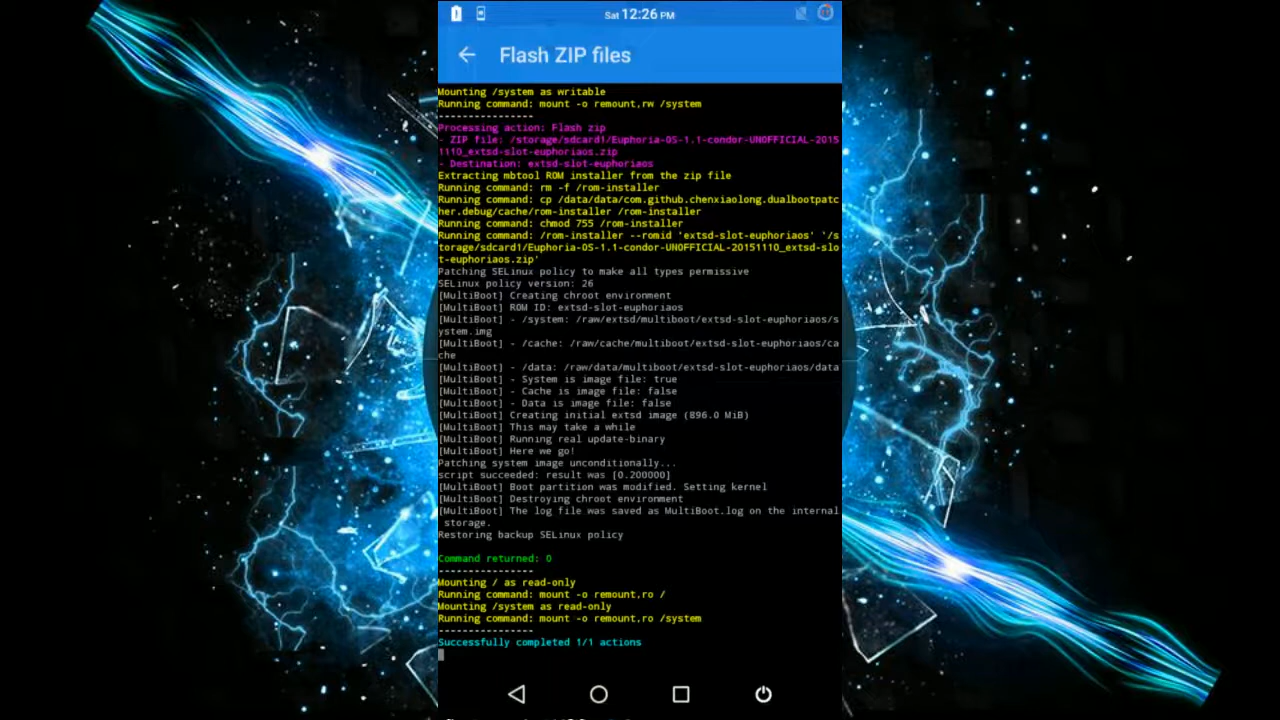 Sat 12:26 PM
Flash ZIP files
Mounting /system as writable
Running command: mount -o remount,rw /system
----------------
Processing action: Flash zip
- ZIP file: /storage/sdcard1/Euphoria-OS-1.1-condor-UNOFFICIAL-2015
1110_extsd-slot-euphoriaos.zip
- Destination: extsd-slot-euphoriaos
Extracting mbtool ROM installer from the zip file
Running command: rm -f /rom-installer
Running command: cp /data/data/com.github.chenxiaolong.dualbootpatc
her.debug/cache/rom-installer /rom-installer
Running command: chmod 755 /rom-installer
Running command: /rom-installer --romid 'extsd-slot-euphoriaos' '/s
torage/sdcard1/Euphoria-OS-1.1-condor-UNOFFICIAL-20151110_extsd-slo
t-euphoriaos.zip'
Patching SELinux policy to make all types permissive
SELinux policy version: 26
[MultiBoot] Creating chroot environment
[MultiBoot] ROM ID: extsd-slot-euphoriaos
[MultiBoot] - /system: /raw/extsd/multiboot/extsd-slot-euphoriaos/s
ystem.img
[MultiBoot] - /cache: /raw/cache/multiboot/extsd-slot-euphoriaos/ca
che
[MultiBoot] - /data: /raw/data/multiboot/extsd-slot-euphoriaos/data
[MultiBoot] - System is image file: true
[MultiBoot] - Cache is image file: false
[MultiBoot] - Data is image file: false
[MultiBoot] Creating initial extsd image (896.0 MiB)
[MultiBoot] This may take a while
[MultiBoot] Running real update-binary
[MultiBoot] Here we go!
Patching system image unconditionally...
script succeeded: result was [0.200000]
[MultiBoot] Boot partition was modified. Setting kernel
[MultiBoot] Destroying chroot environment
[MultiBoot] The log file was saved as MultiBoot.log on the internal
storage.
Restoring backup SELinux policy
Command returned: 0
----------------
Mounting / as read-only
Running command: mount -o remount,ro /
Mounting /system as read-only
Running command: mount -o remount,ro /system
----------------
Successfully completed 1/1 actions